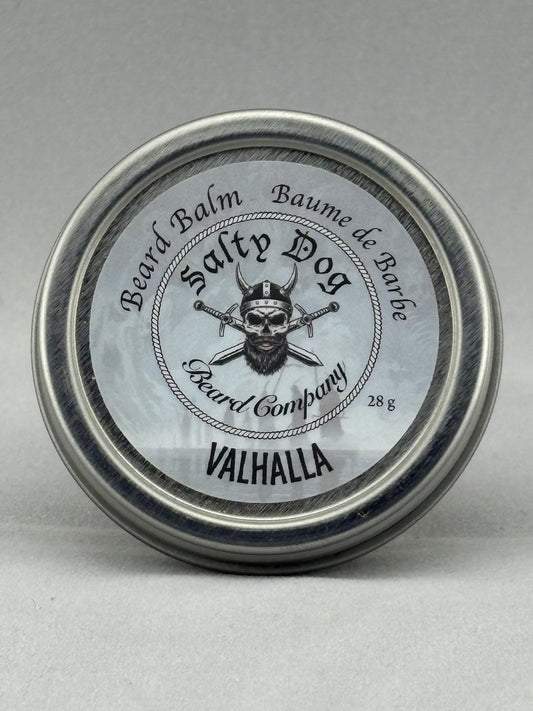 Beard Balm Baume de Barbe
Salty Dog
Beard Company
28 g
VALHALLA